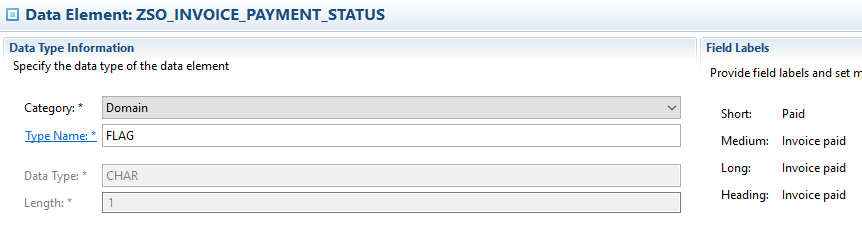 Data Element: ZSO_INVOICE_PAYMENT_STATUS
Data Type Information
Specify the data type of the data element
Category: * Domain
Type Name: * FLAG
Data Type: * CHAR
Length: * 1
Field Labels
Provide field labels and set m
Short: Paid
Medium: Invoice paid
Long: Invoice paid
Heading: Invoice paid